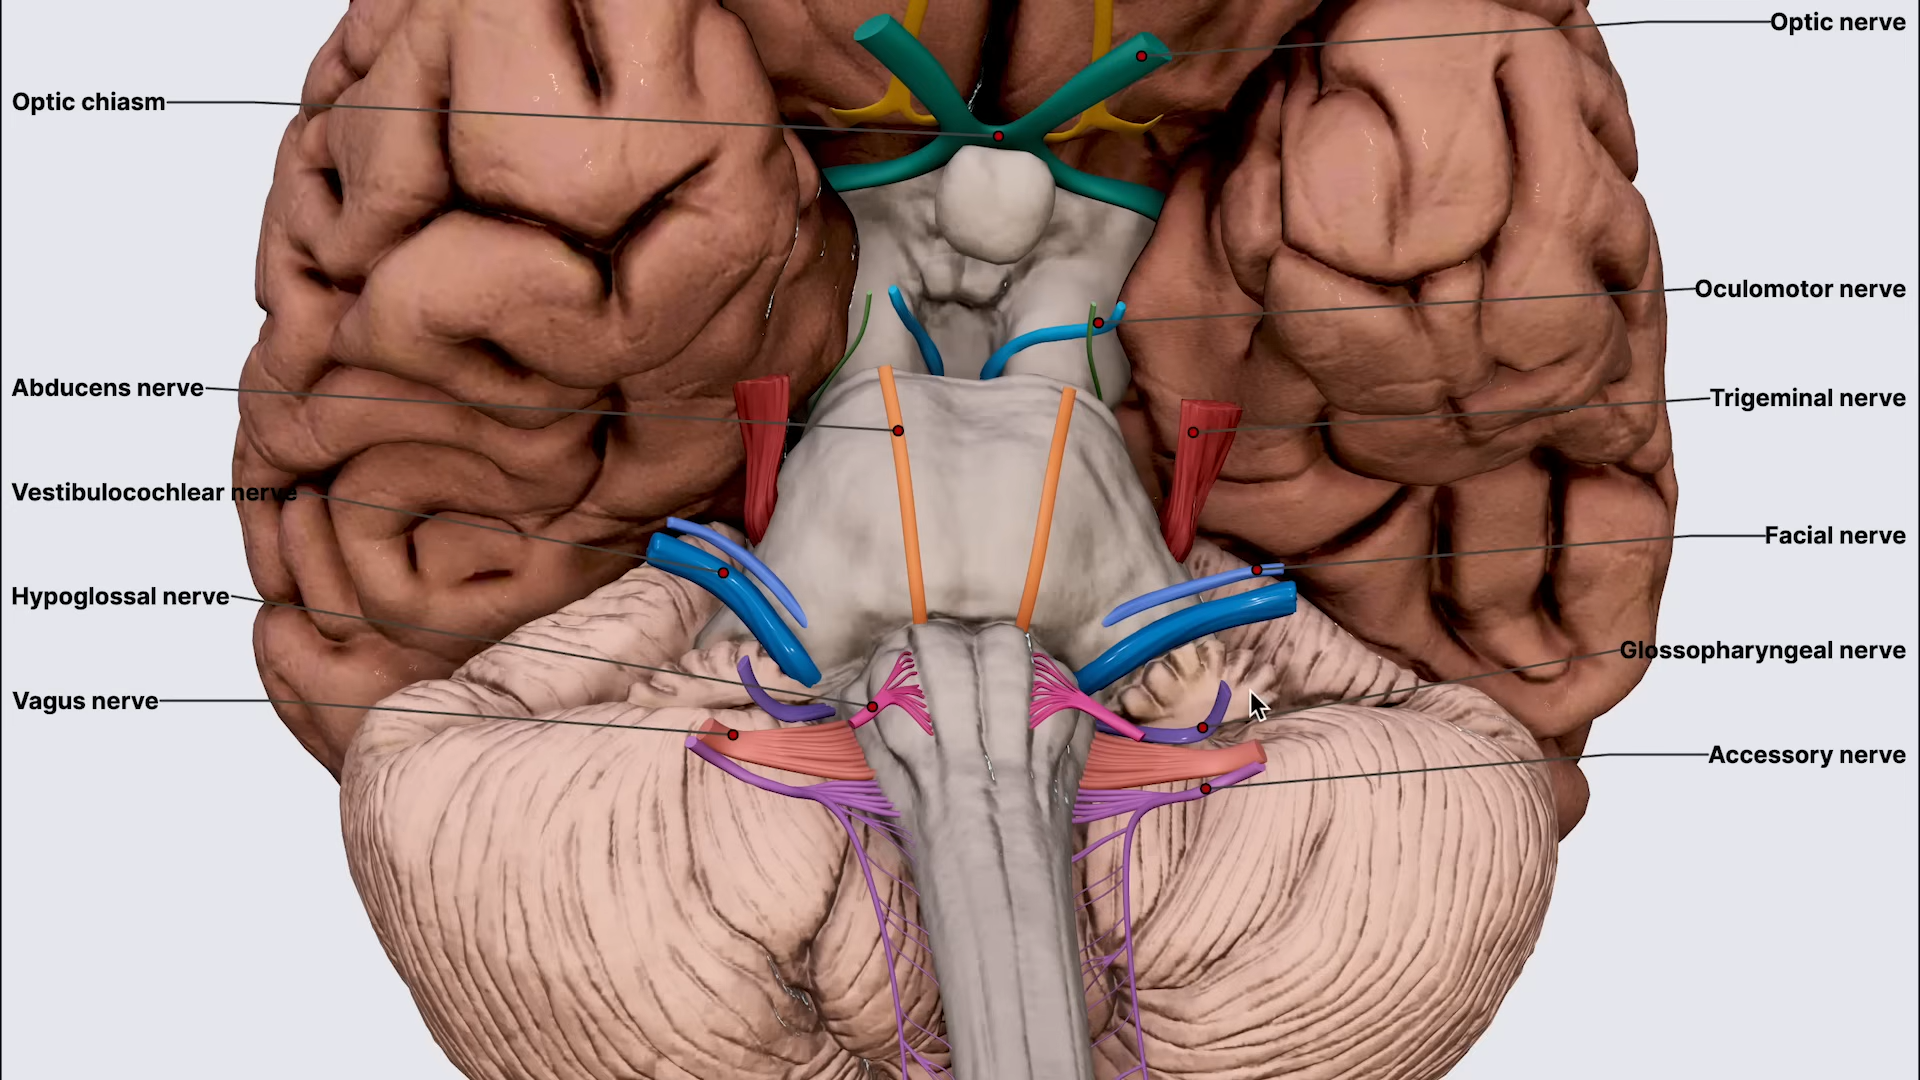 Optic nerve
Optic chiasm
Oculomotor nerve
Abducens nerve
Trigeminal nerve
Vestibulocochlear nerve
Facial nerve
Hypoglossal nerve
Glossopharyngeal nerve
Vagus nerve
Accessory nerve